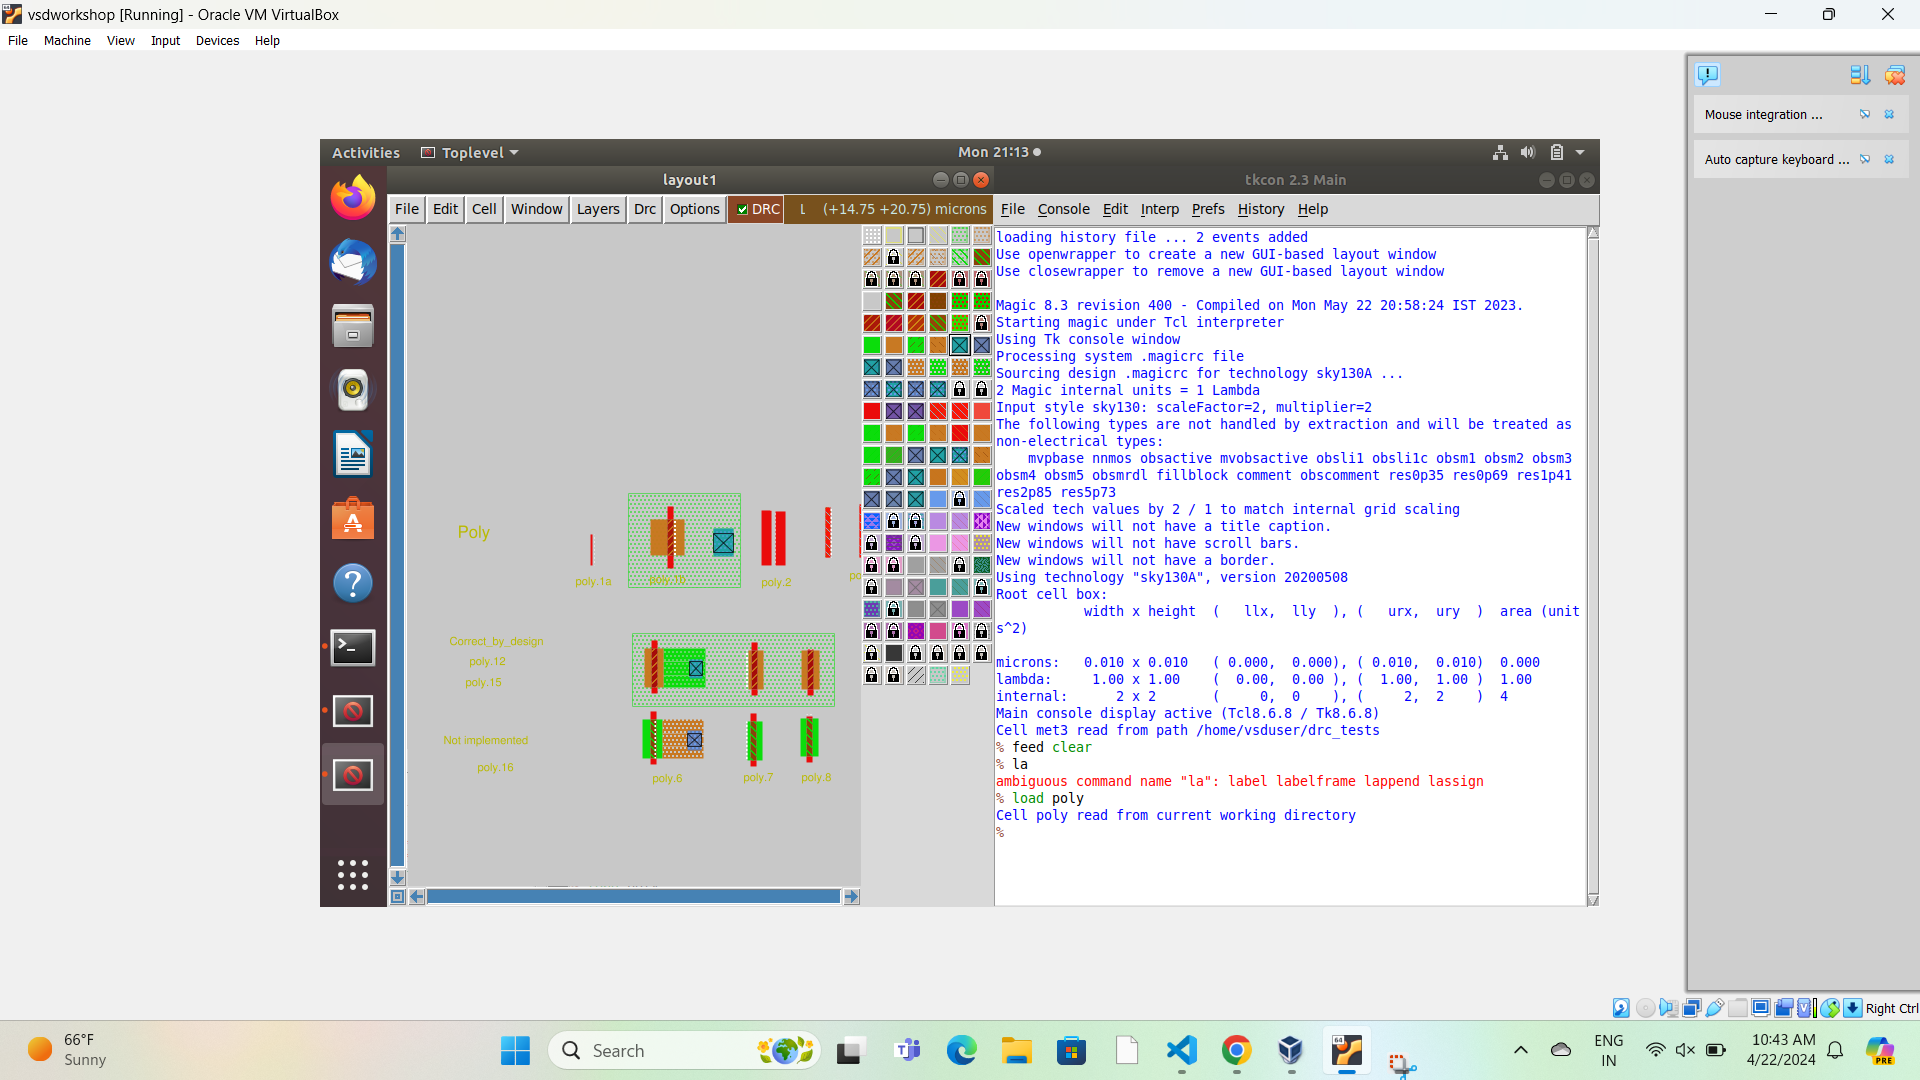 vsdworkshop [Running] - Oracle VM VirtualBox
File Machine View Input Devices Help
Mouse integration ...
Auto capture keyboard ...
Activities Toplevel Mon 21:13
layout1
tkcon 2.3 Main
File Edit Cell Window Layers Drc Options DRC L (+14.75 +20.75) microns
File Console Edit Interp Prefs History Help
loading history file ... 2 events added
Use openwrapper to create a new GUI-based layout window
Use closewrapper to remove a new GUI-based layout window
Magic 8.3 revision 400 - Compiled on Mon May 22 20:58:24 IST 2023.
Starting magic under Tcl interpreter
Using Tk console window
Processing system .magicrc file
Sourcing design .magicrc for technology sky130A ...
2 Magic internal units = 1 Lambda
Input style sky130: scaleFactor=2, multiplier=2
The following types are not handled by extraction and will be treated as
non-electrical types:
mvpbase nnmos obsactive mvobsactive obsli1 obsli1c obsm1 obsm2 obsm3
obsm4 obsm5 obsmrdl fillblock comment obscomment res0p35 res0p69 res1p41
res2p85 res5p73
Scaled tech values by 2 / 1 to match internal grid scaling
New windows will not have a title caption.
New windows will not have scroll bars.
New windows will not have a border.
Using technology "sky130A", version 20200508
Root cell box:
width x height ( llx, lly ), ( urx, ury ) area (unit
s^2)
microns: 0.010 x 0.010 ( 0.000, 0.000), ( 0.010, 0.010) 0.000
lambda: 1.00 x 1.00 ( 0.00, 0.00 ), ( 1.00, 1.00 ) 1.00
internal: 2 x 2 ( 0, 0 ), ( 2, 2 ) 4
Main console display active (Tcl8.6.8 / Tk8.6.8)
Cell met3 read from path /home/vsduser/drc_tests
% feed clear
% la
ambiguous command name "la": label labelframe lappend lassign
% load poly
Cell poly read from current working directory
%
Poly
poly.1a poly.1b poly.2 po
Correct_by_design
poly.12
poly.15
Not implemented
poly.16
poly.6 poly.7 poly.8
Right Ctrl
66°F
Sunny
Search
64
ENG
IN
10:43 AM
4/22/2024
PRE